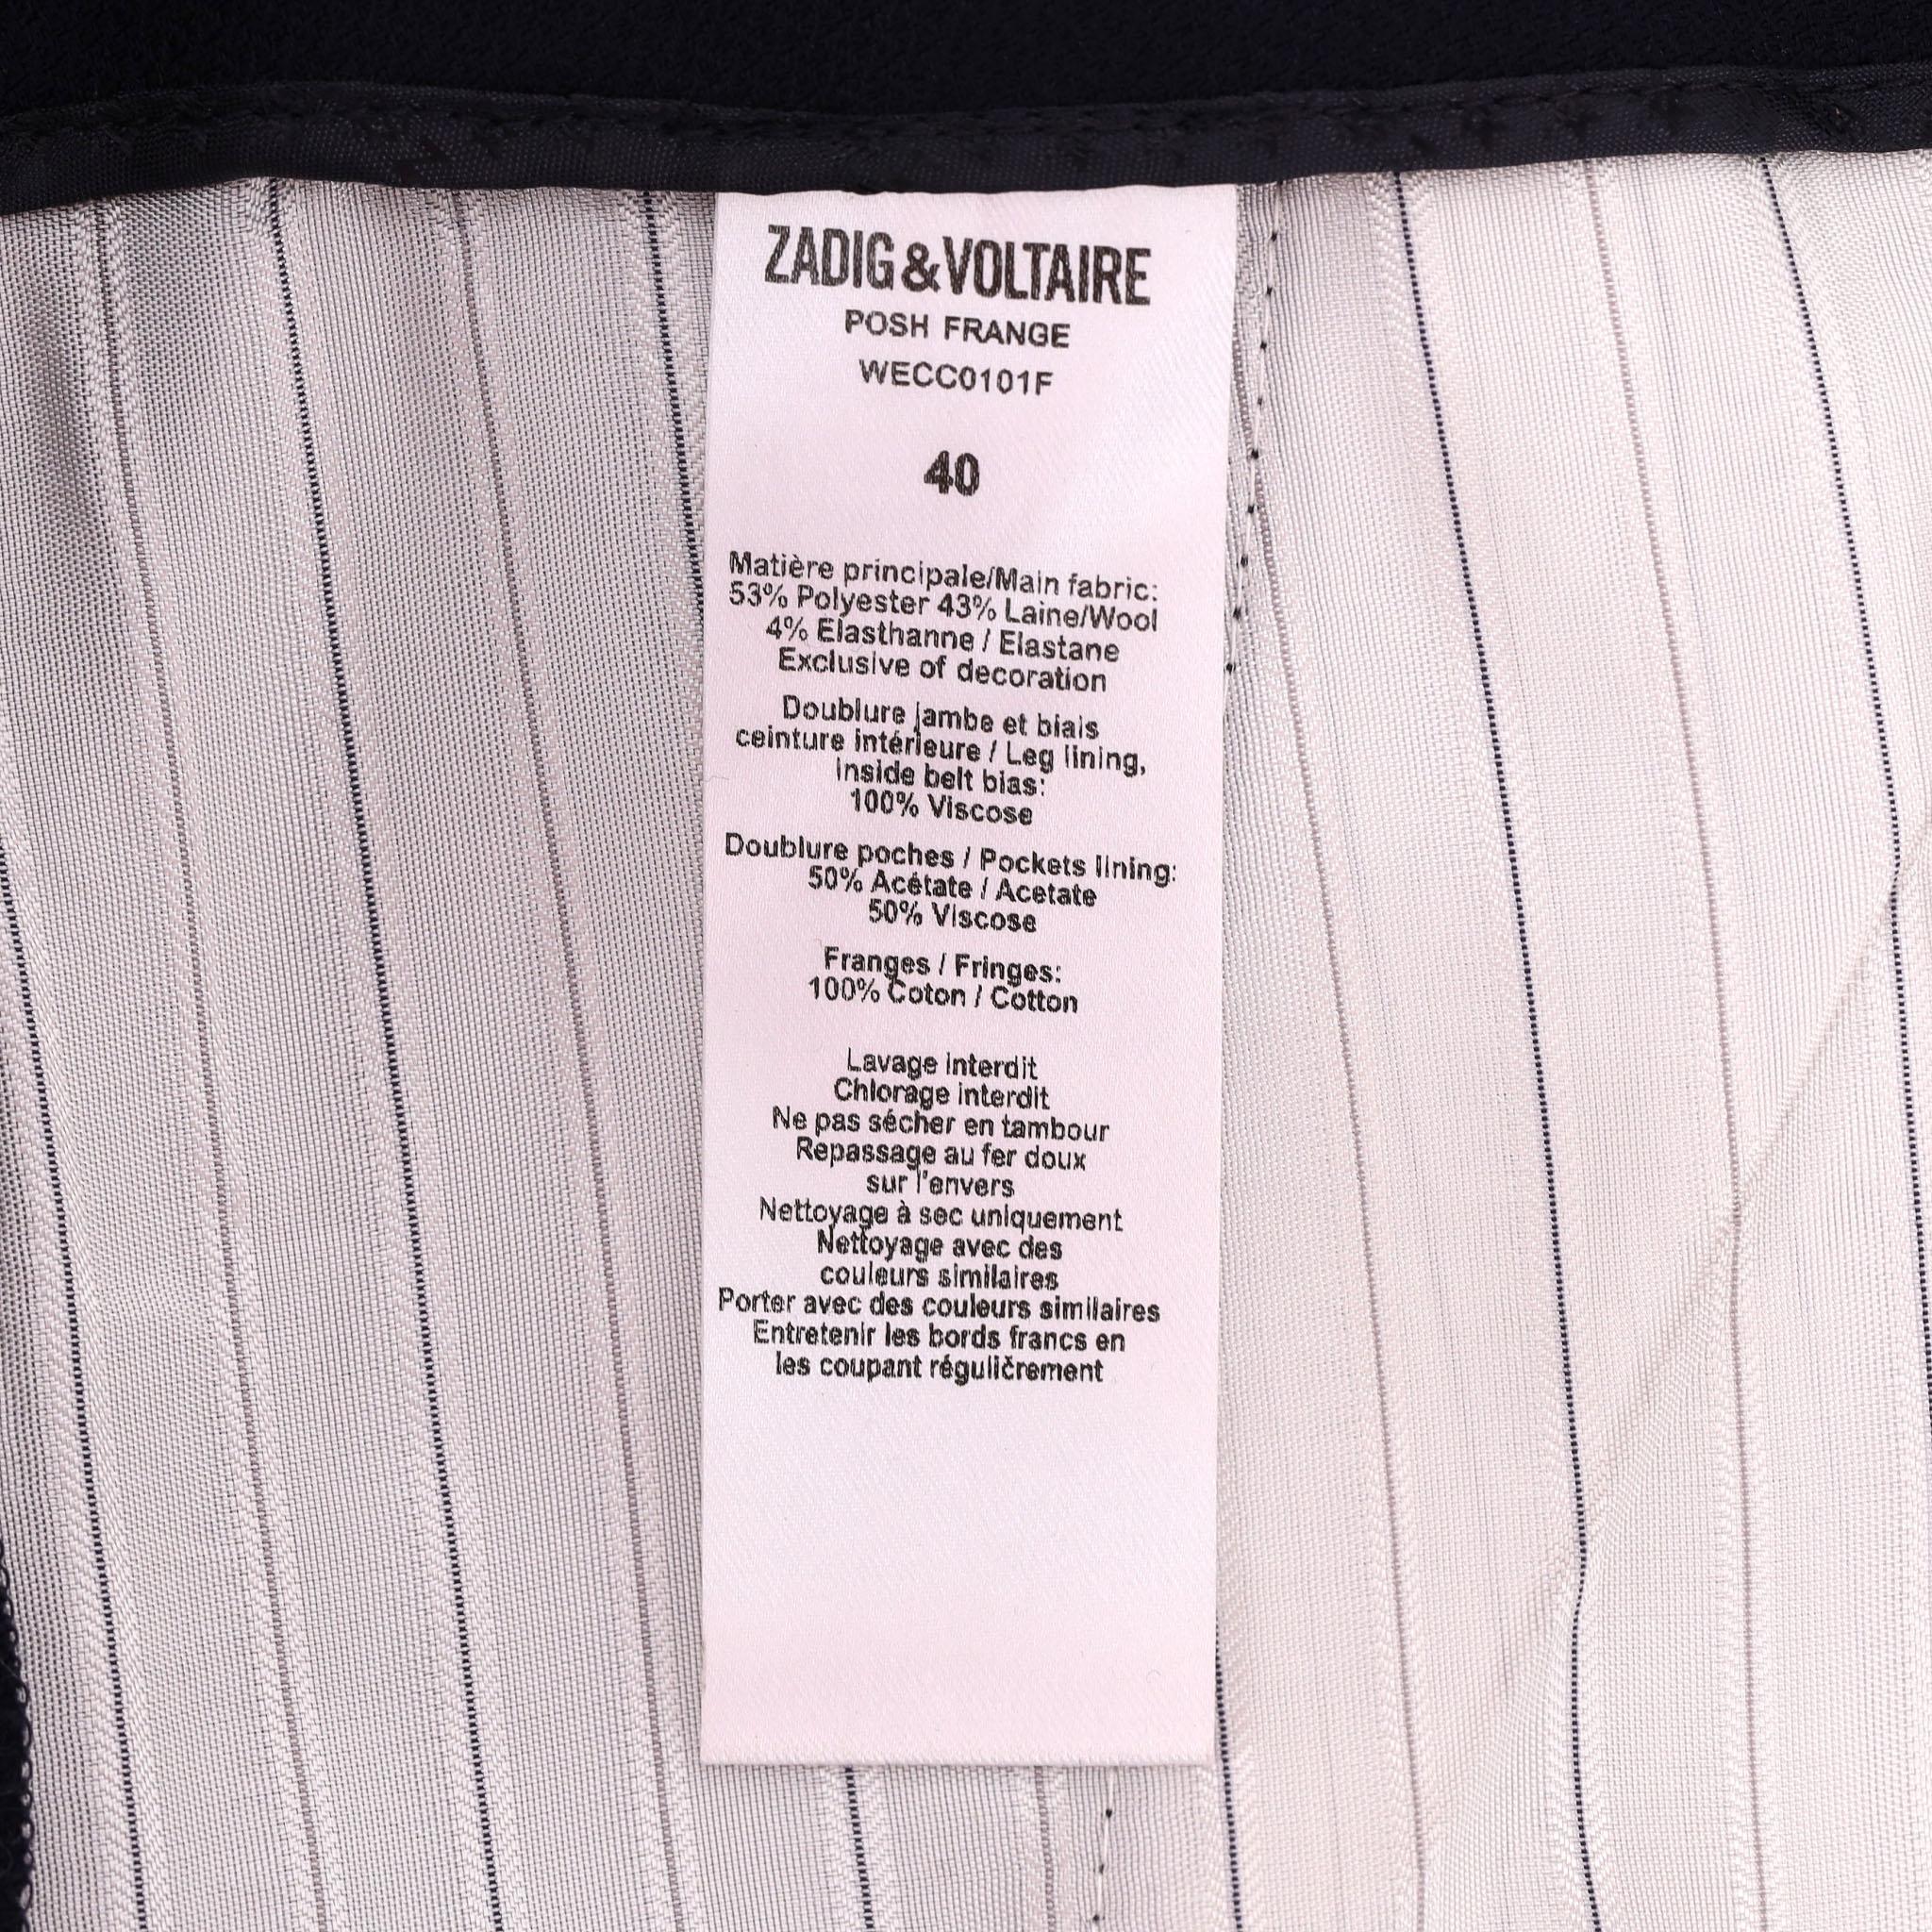 ZADIG&VOLTAIRE
POSH FRANGE
WECC0101F
40
Matière principale/Main fabric:
53% Polyester 43% Laine/Wool
4% Elasthanne / Elastane
Exclusive of decoration
Doublure jambe et biais
ceinture intérieure / Leg lining,
inside belt bias:
100% Viscose
Doublure poches / Pockets lining:
50% Acétate / Acetate
50% Viscose
Franges / Fringes:
100% Coton / Cotton
Lavage interdit
Chlorage interdit
Ne pas sécher en tambour
Repassage au fer doux
sur l'envers
Nettoyage à sec uniquement
Nettoyage avec des
couleurs similaires
Porter avec des couleurs similaires
Entretenir les bords francs en
les coupant réguličrement